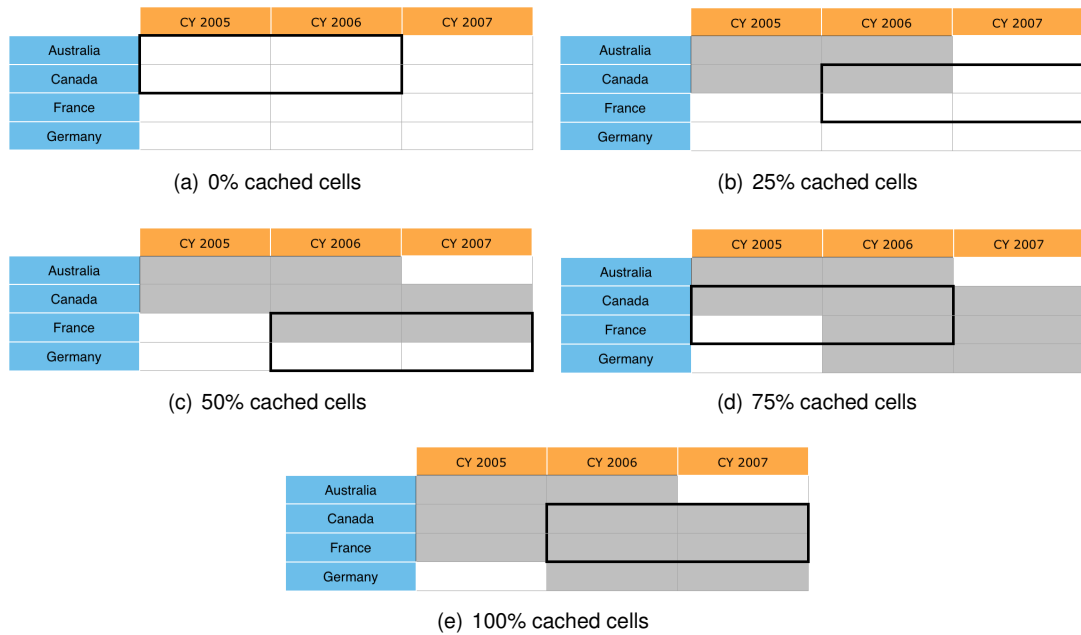 CY 2005 CY 2006 CY 2007
Australia
Canada
France
Germany
(a) 0% cached cells
CY 2005 CY 2006 CY 2007
Australia
Canada
France
Germany
(b) 25% cached cells
CY 2005 CY 2006 CY 2007
Australia
Canada
France
Germany
(c) 50% cached cells
CY 2005 CY 2006 CY 2007
Australia
Canada
France
Germany
(d) 75% cached cells
CY 2005 CY 2006 CY 2007
Australia
Canada
France
Germany
(e) 100% cached cells